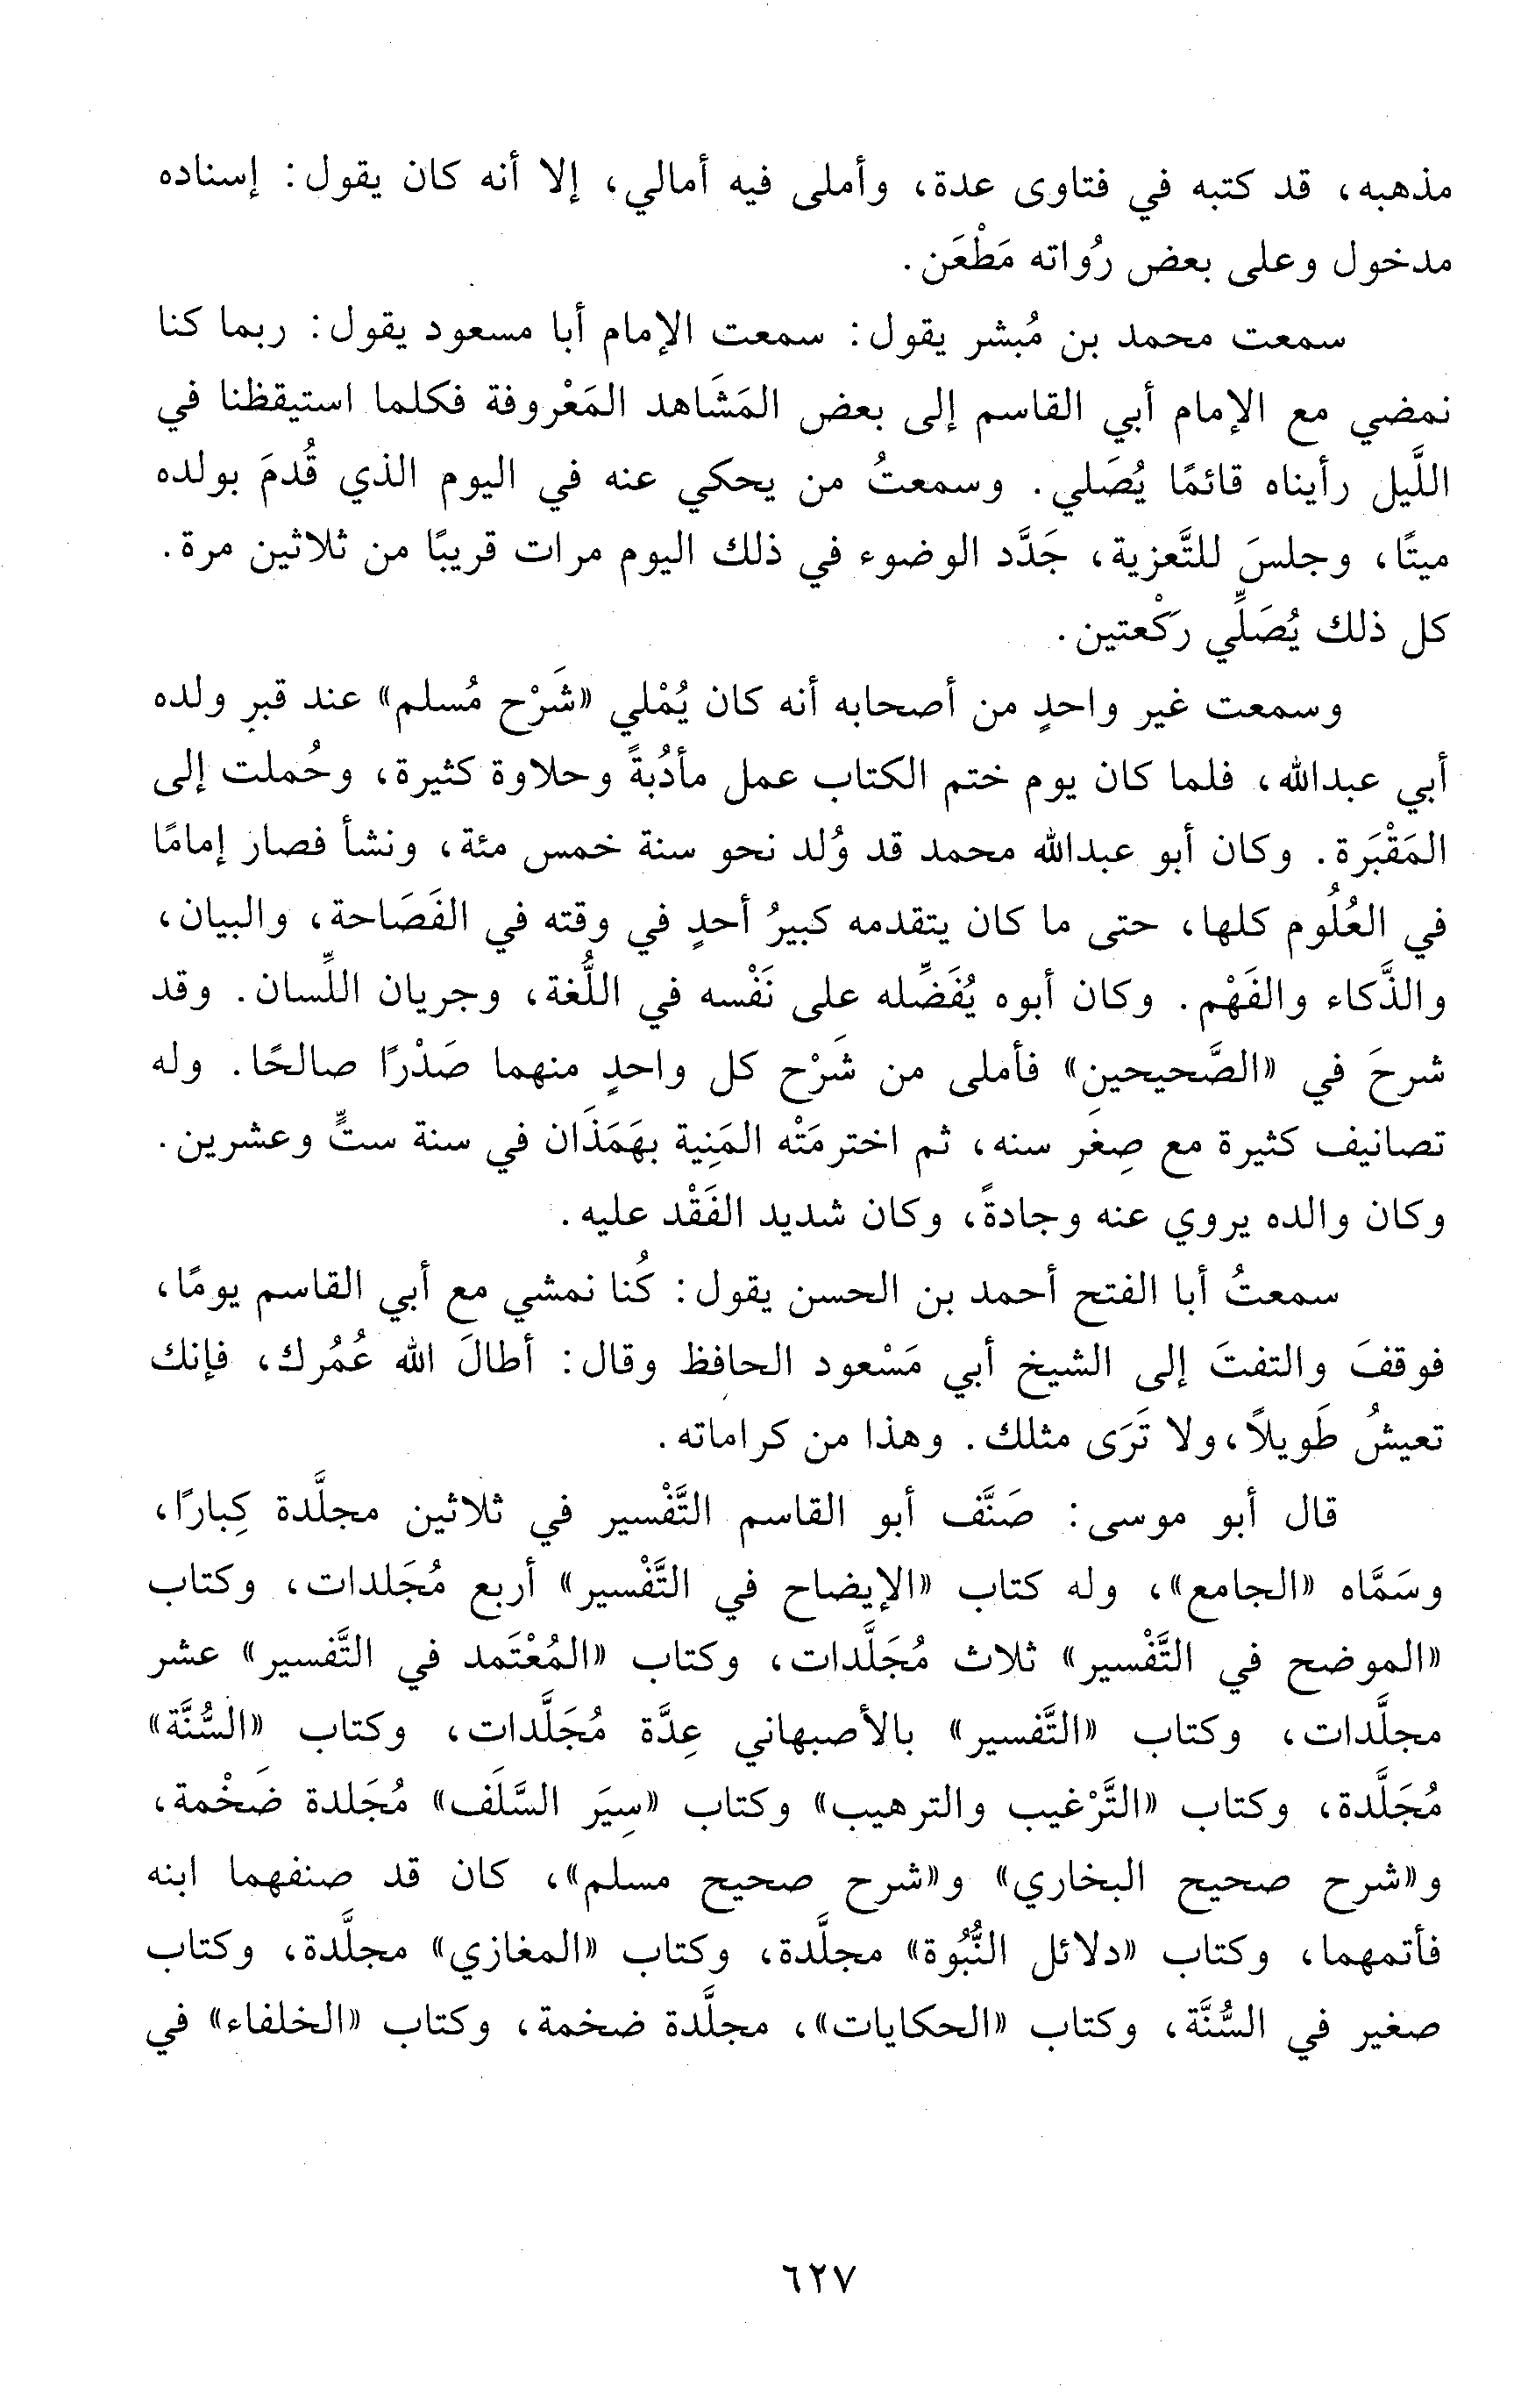 مذهبه، قد كتبه في فتاوى عدة، وأملى فيه أمالي، إلا أنه كان يقول: إسناده
مدخول وعلى بعض رُواته مَطْعَن.
سمعت محمد بن مُبشر يقول: سمعت الإمام أبا مسعود يقول: ربما كنا
نمضي مع الإمام أبي القاسم إلى بعض المَشَاهد المَعْروفة فكلما استيقظنا في
اللَّيل رأيناه قائمًا يُصَلي. وسمعتُ من يحكي عنه في اليوم الذي قُدمَ بولده
ميتًا، وجلسَ للتَّعزية، جَدَّد الوضوء في ذلك اليوم مرات قريبًا من ثلاثين مرة.
كل ذلك يُصَلِّي ركْعتين.
وسمعت غير واحدٍ من أصحابه أنه كان يُمْلي «شَرْح مُسلم» عند قبرِ ولده
أبي عبدالله، فلما كان يوم ختم الكتاب عمل مأدُبةً وحلاوة كثيرة، وحُملت إلى
المَقْبَرة. وكان أبو عبدالله محمد قد وُلد نحو سنة خمس مئة، ونشأ فصار إمامًا
في العُلُوم كلها، حتى ما كان يتقدمه كبيرُ أحدٍ في وقته في الفَصَاحة، والبيان،
والذَّكاء والفَهْم. وكان أبوه يُفَضِّله على نَفْسه في اللُّغة، وجريان اللِّسان. وقد
شرحَ في «الصَّحيحين» فأملى من شَرْح كل واحدٍ منهما صَدْرًا صالحًا. وله
تصانيف كثيرة مع صِغَر سنه، ثم اخترمَتْه المَنِية بهَمَذَان في سنة ستٍّ وعشرين.
وكان والده يروي عنه وجادةً، وكان شديد الفَقْد عليه.
سمعتُ أبا الفتح أحمد بن الحسن يقول: كُنا نمشي مع أبي القاسم يومًا،
فوقفَ والتفتَ إلى الشيخ أبي مَسْعود الحافظ وقال: أطالَ الله عُمُرك، فإنك
تعيشُ طَويلاً، ولا تَرَى مثلك. وهذا من كراماته.
قال أبو موسى: صَنَّف أبو القاسم التَّفْسير في ثلاثين مجلَّدة كِبارًا،
وسَمَّاه «الجامع»، وله كتاب «الإيضاح في التَّفْسير» أربع مُجَلدات، وكتاب
«الموضح في التَّفْسير» ثلاث مُجَلَّدات، وكتاب «المُعْتَمد في التَّفسير» عشر
مجلَّدات، وكتاب «التَّفسير» بالأصبهاني عِدَّة مُجَلَّدات، وكتاب «السُّنَّة»
مُجَلَّدة، وكتاب «التَّرْغيب والترهيب» وكتاب «سِيَر السَّلَف» مُجَلدة ضَخْمة،
و«شرح صحيح البخاري» و«شرح صحيح مسلم»، كان قد صنفهما ابنه
فأتمهما، وكتاب «دلائل النُّبُوة» مجلَّدة، وكتاب «المغازي» مجلَّدة، وكتاب
صغير في السُّنَّة، وكتاب «الحكايات»، مجلَّدة ضخمة، وكتاب «الخلفاء» في
٦٢٧